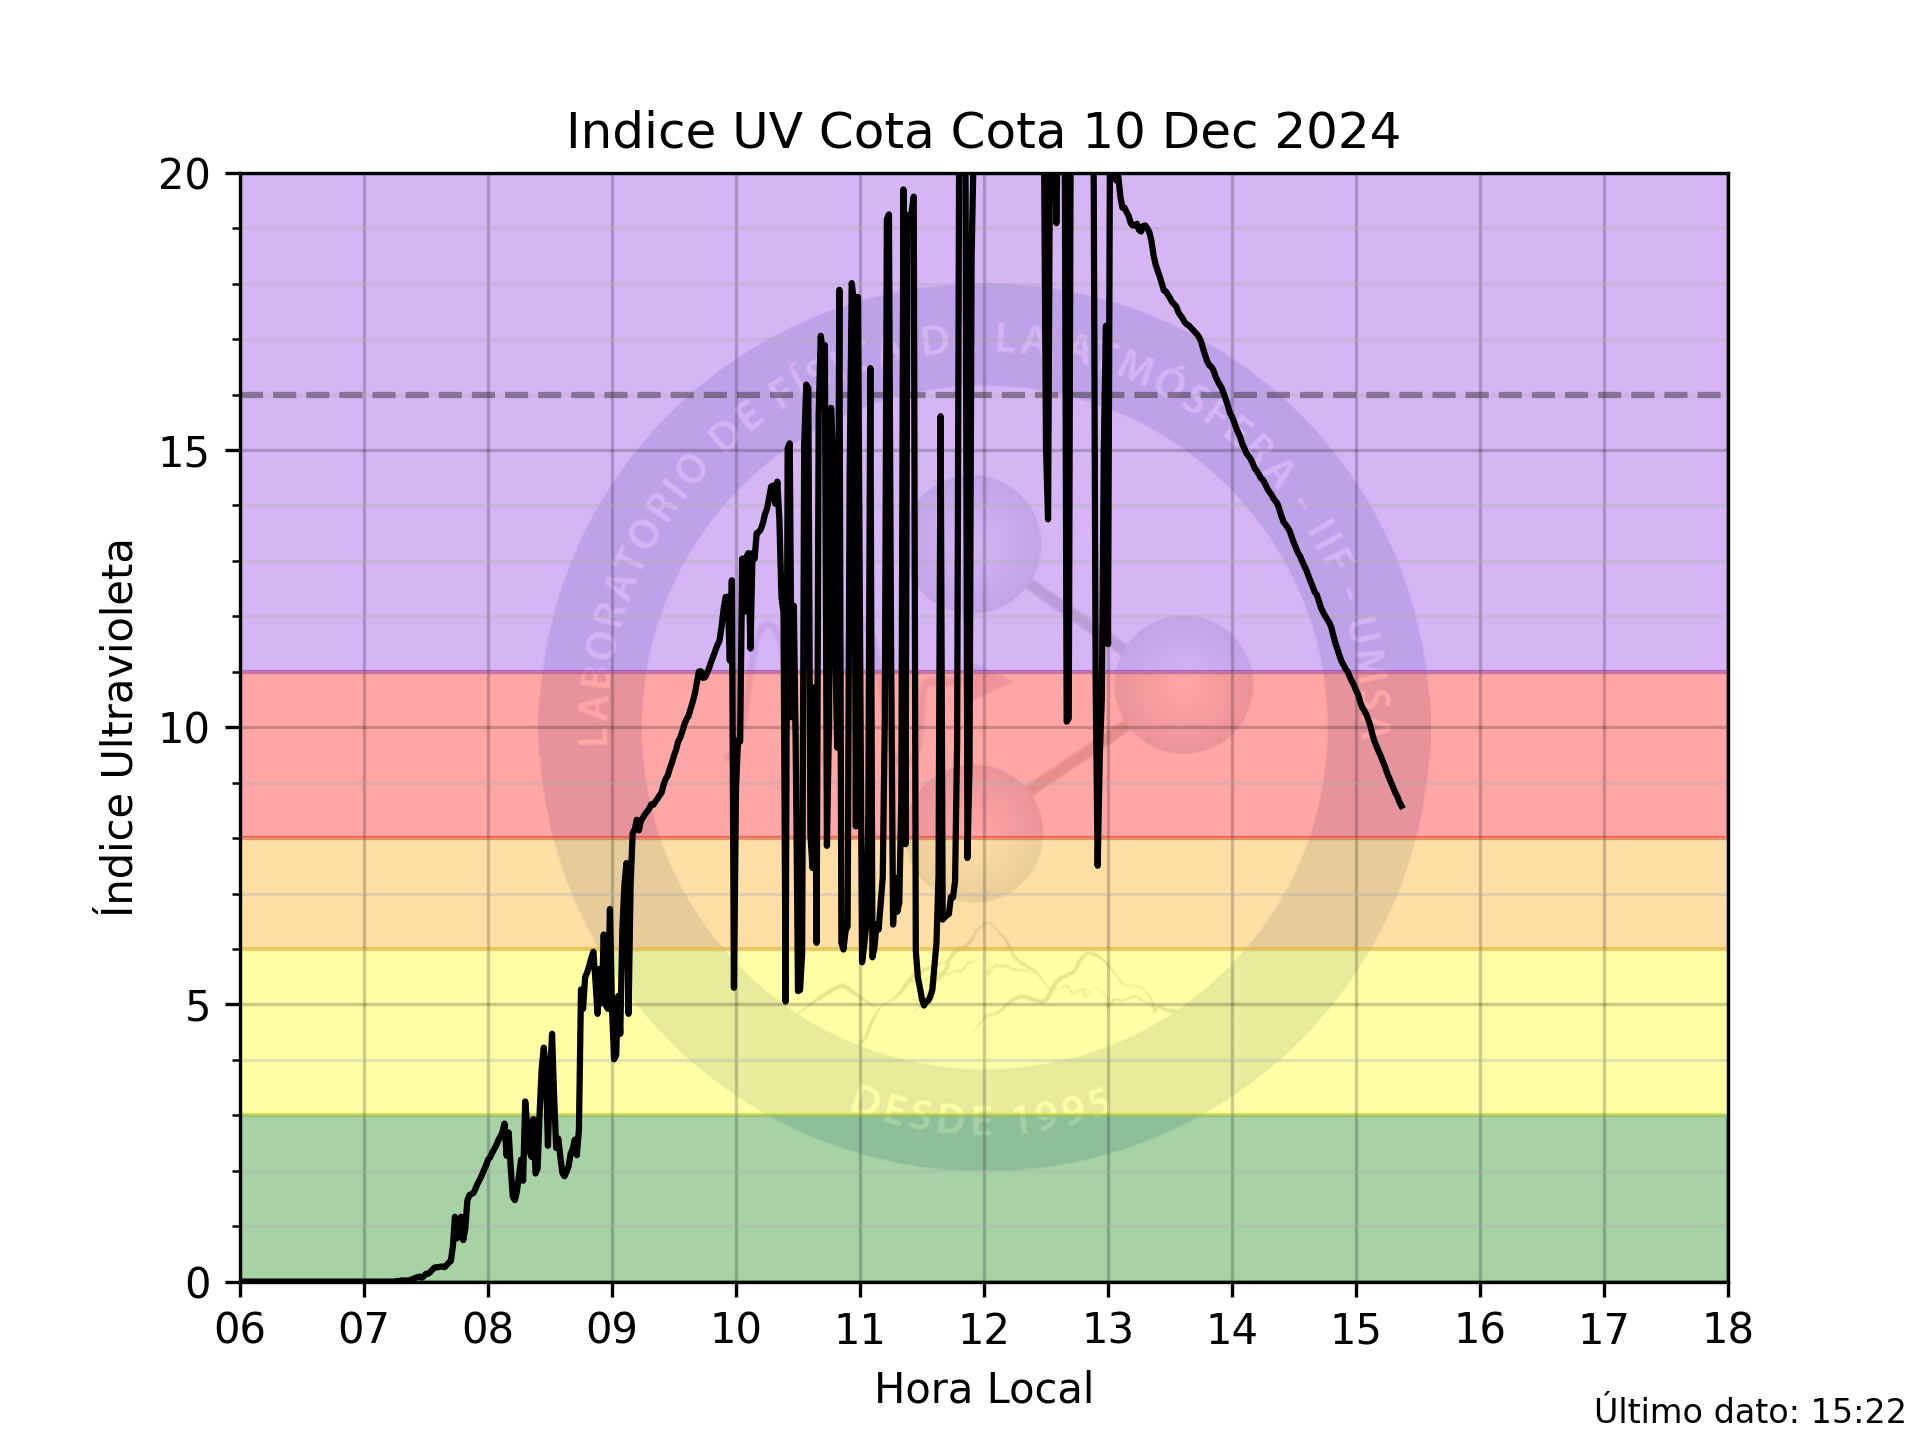 Indice UV Cota Cota 10 Dec 2024
20
15
10
5
0
Índice Ultravioleta
06 07 08 09 10 11 12 13 14 15 16 17 18
Hora Local
Último dato: 15:22
LABORATORIO DE FÍSICA DE LA ATMÓSFERA - IIF - UMSA
DESDE 1995